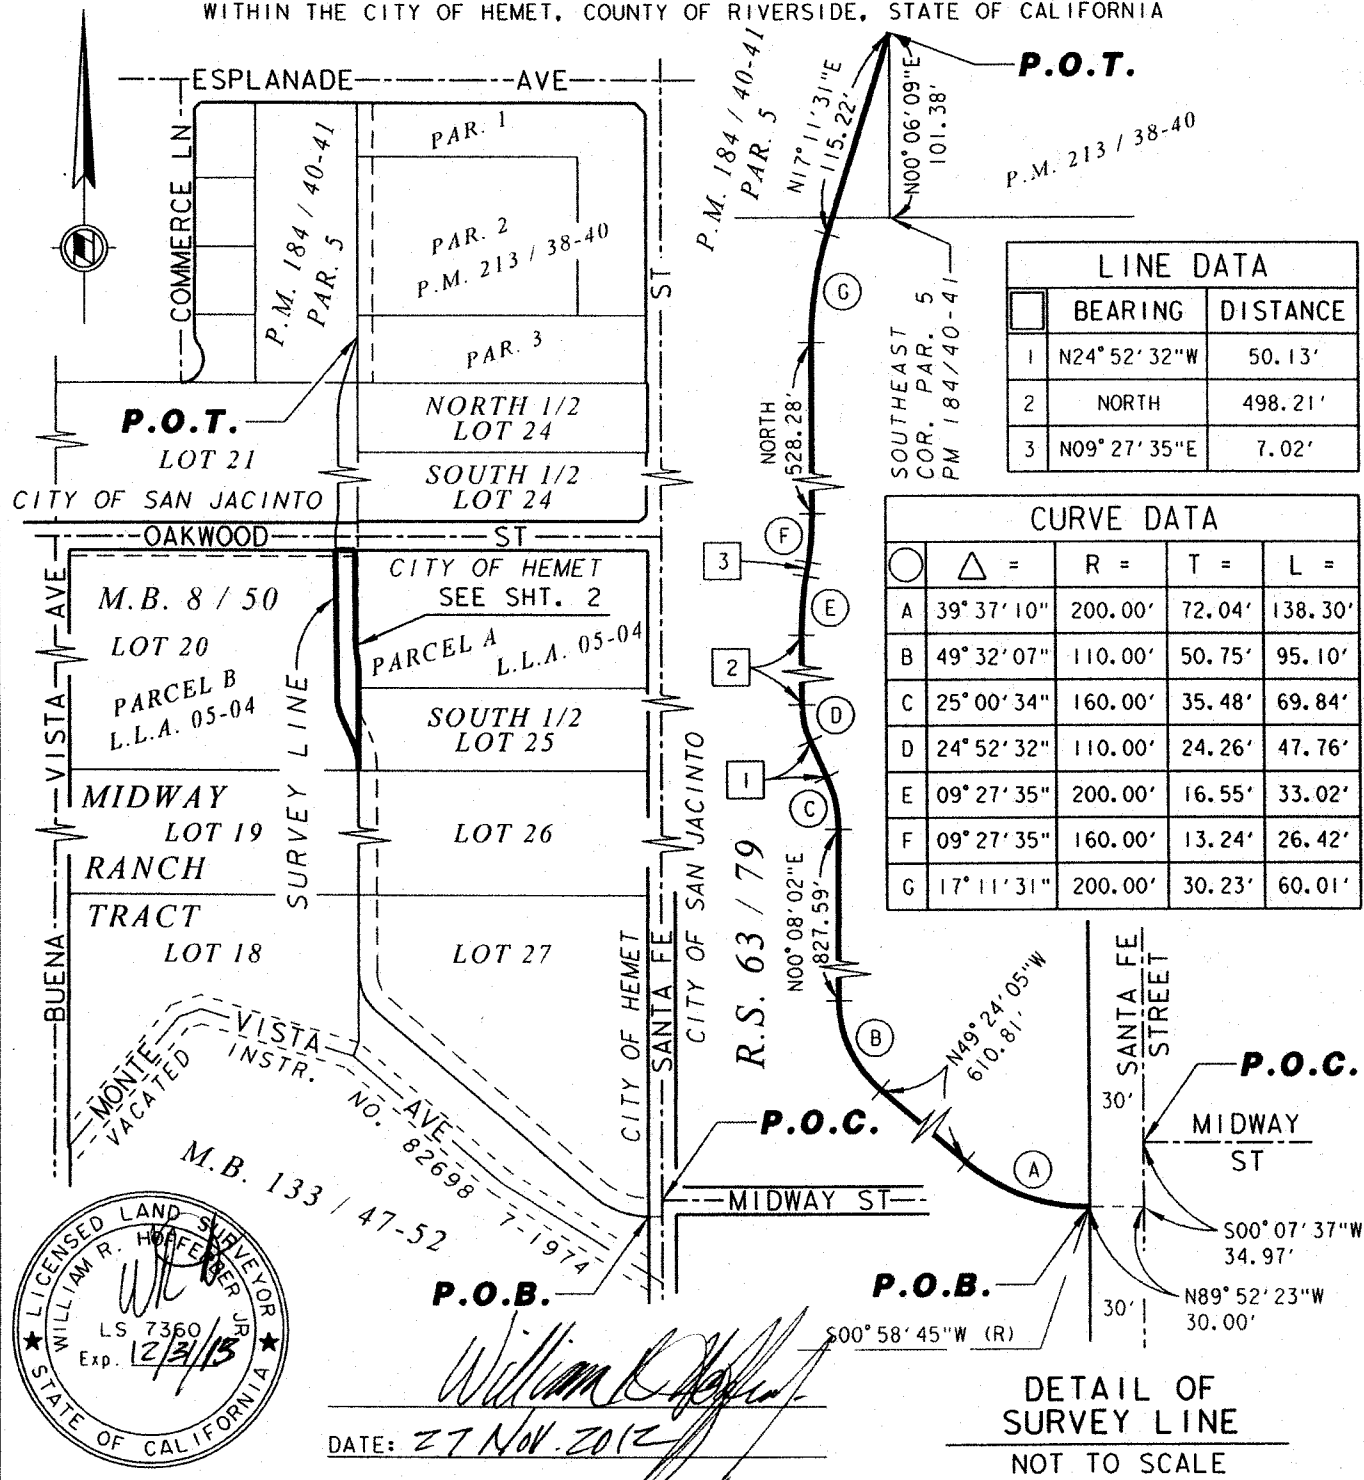 WITHIN THE CITY OF HEMET, COUNTY OF RIVERSIDE, STATE OF CALIFORNIA
ESPLANADE AVE
COMMERCE LN
P.M. 184 / 40-41
PAR. 5
PAR. 1
PAR. 2
P.M. 213 / 38-40
PAR. 3
ST
P.O.T.
LOT 21
NORTH 1/2
LOT 24
SOUTH 1/2
LOT 24
CITY OF SAN JACINTO
OAKWOOD ST
CITY OF HEMET
SEE SHT. 2
M.B. 8 / 50
LOT 20
PARCEL B
L.L.A. 05-04
PARCEL A
L.L.A. 05-04
SURVEY LINE
SOUTH 1/2
LOT 25
BUENA VISTA AVE
MIDWAY
LOT 19
RANCH
LOT 26
TRACT
LOT 18
LOT 27
CITY OF HEMET
SANTA FE
CITY OF SAN JACINTO
R.S. 63 / 79
MONTE VISTA AVE
VACATED INSTR. NO. 82698 7-1974
M.B. 133 / 47-52
P.O.C.
MIDWAY ST
P.O.B.
LICENSED LAND SURVEYOR
WILLIAM R. HOFFERBER JR
LS 7360
Exp. 12/31/13
STATE OF CALIFORNIA
DATE: 27 NOV. 2012
P.M. 184 / 40-41
PAR. 5
N17°11'31"E
115.22'
P.O.T.
N00°06'09"E
101.38'
P.M. 213 / 38-40
G
SOUTHEAST
COR. PAR. 5
PM 184/40-41
NORTH
528.28'
F
3
E
2
D
1
C
N00°08'02"E
827.59'
B
N49°24'05"W
610.81'
A
SANTA FE
STREET
30'
P.O.C.
MIDWAY
ST
S00°07'37"W
34.97'
P.O.B.
N89°52'23"W
30.00'
30'
S00°58'45"W (R)
LINE DATA
BEARING DISTANCE
1 N24°52'32"W 50.13'
2 NORTH 498.21'
3 N09°27'35"E 7.02'
CURVE DATA
△ = R = T = L =
A 39°37'10" 200.00' 72.04' 138.30'
B 49°32'07" 110.00' 50.75' 95.10'
C 25°00'34" 160.00' 35.48' 69.84'
D 24°52'32" 110.00' 24.26' 47.76'
E 09°27'35" 200.00' 16.55' 33.02'
F 09°27'35" 160.00' 13.24' 26.42'
G 17°11'31" 200.00' 30.23' 60.01'
DETAIL OF
SURVEY LINE
NOT TO SCALE